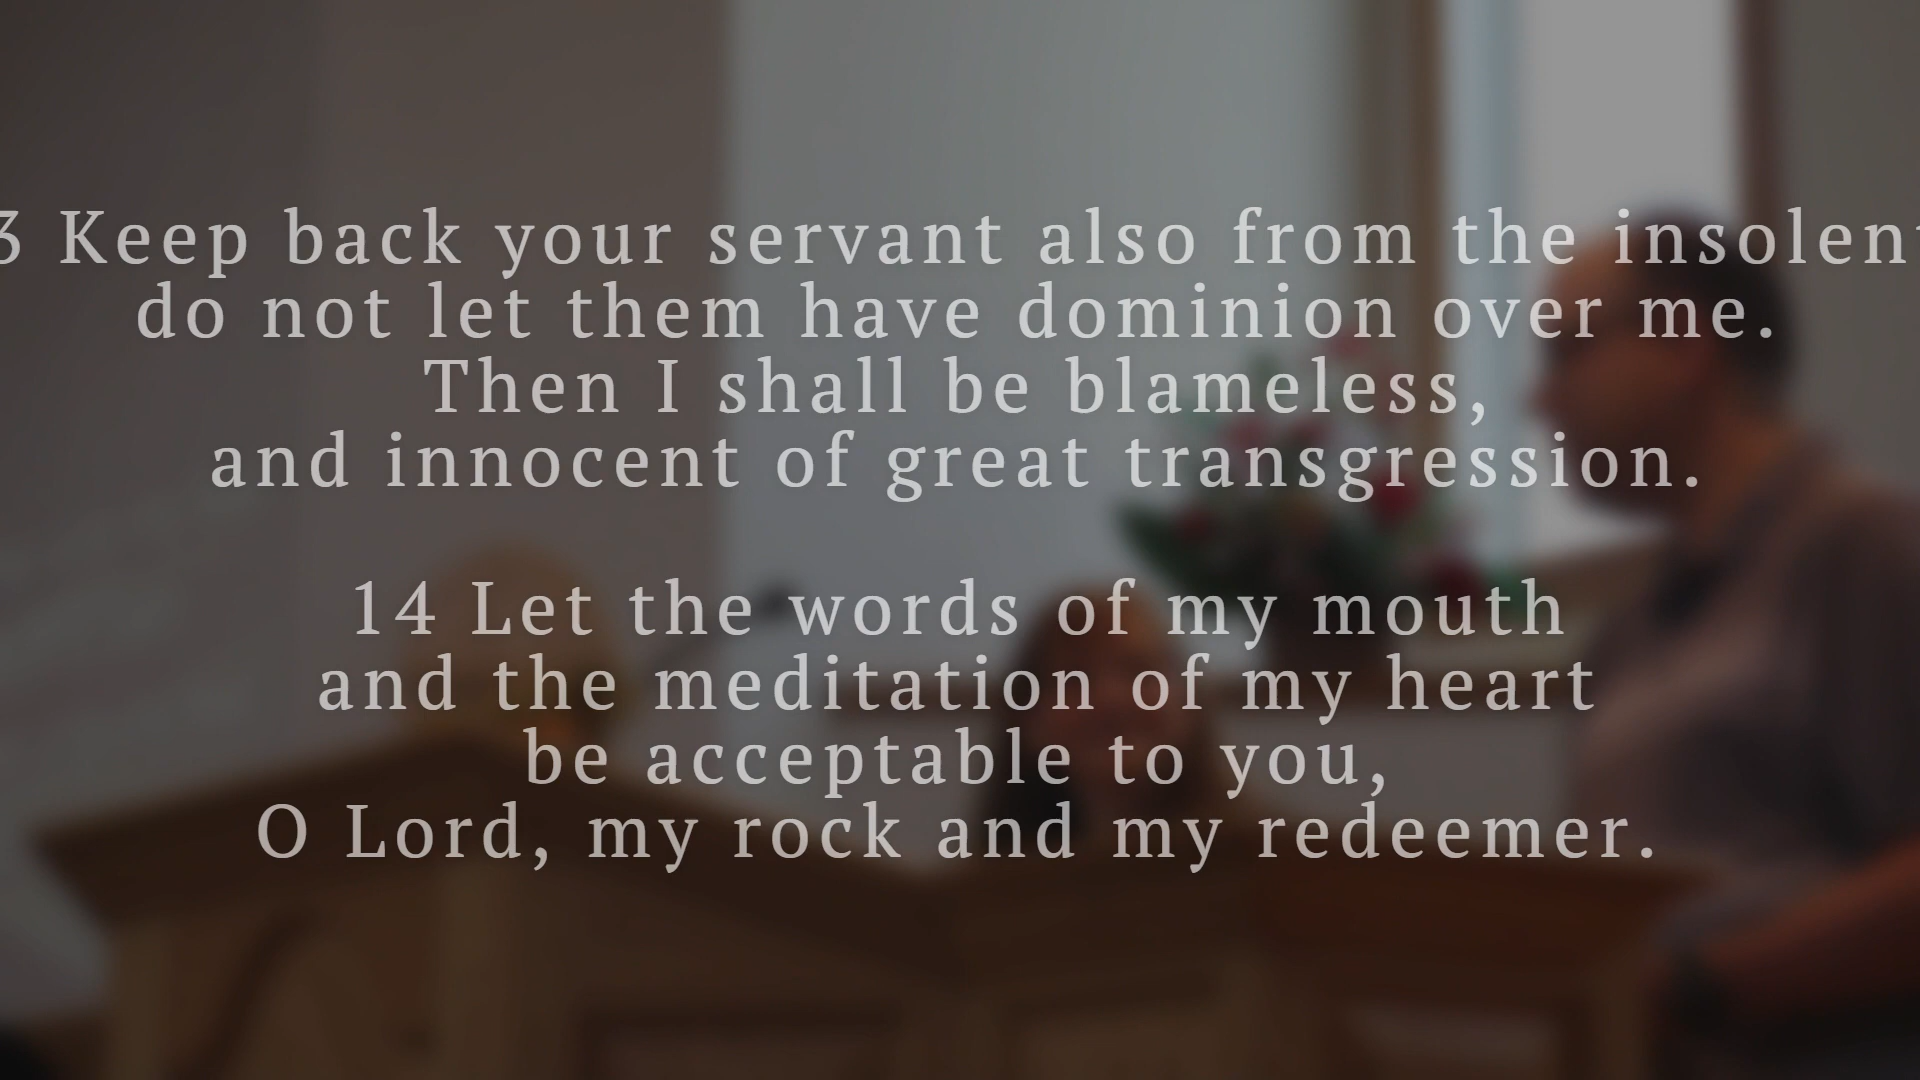 3 Keep back your servant also from the insolent
do not let them have dominion over me.
Then I shall be blameless,
and innocent of great transgression.
14 Let the words of my mouth
and the meditation of my heart
be acceptable to you,
O Lord, my rock and my redeemer.